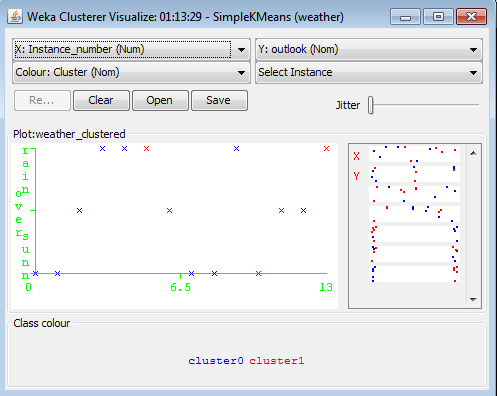 Weka Clusterer Visualize: 01:13:29 - SimpleKMeans (weather)
X: Instance_number (Num)
Y: outlook (Nom)
Colour: Cluster (Nom)
Select Instance
Re...
Clear
Open
Save
Jitter
Plot:weather_clustered
X
Y
0
6.5
13
Class colour
cluster0 cluster1